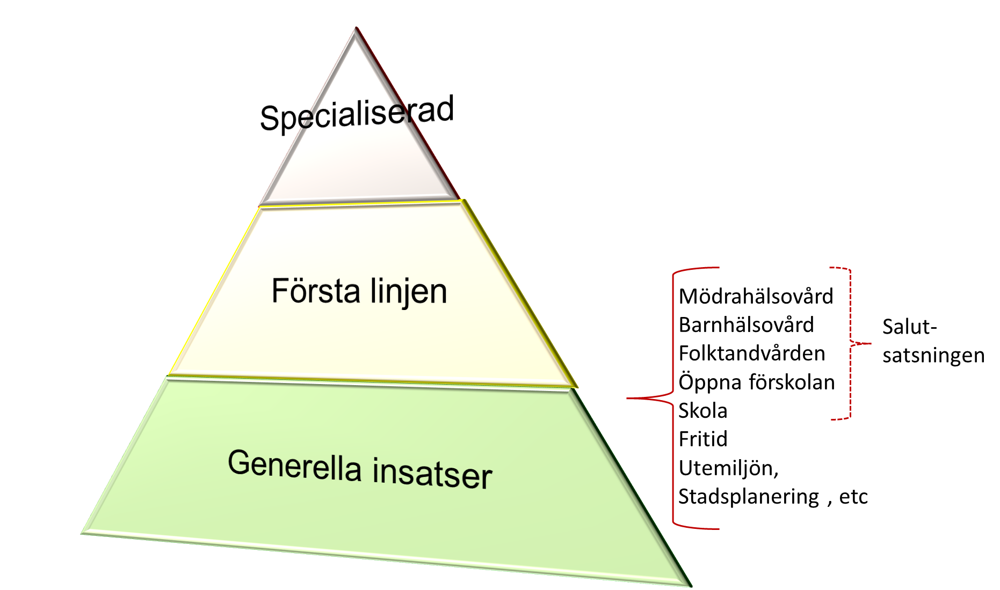 Specialiserad
Första linjen
Generella insatser
Mödrahälsovård
Barnhälsovård
Folktandvården
Öppna förskolan
Skola
Fritid
Utemiljön,
Stadsplanering , etc
Salut-
satsningen